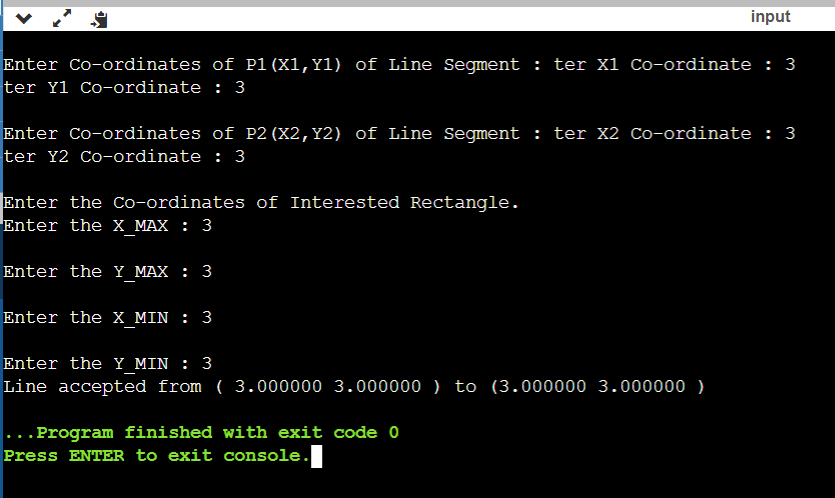 input
Enter Co-ordinates of P1(X1,Y1) of Line Segment : ter X1 Co-ordinate : 3
ter Y1 Co-ordinate : 3
Enter Co-ordinates of P2(X2,Y2) of Line Segment : ter X2 Co-ordinate : 3
ter Y2 Co-ordinate : 3
Enter the Co-ordinates of Interested Rectangle.
Enter the X_MAX : 3
Enter the Y_MAX : 3
Enter the X_MIN : 3
Enter the Y_MIN : 3
Line accepted from ( 3.000000 3.000000 ) to (3.000000 3.000000 )
...Program finished with exit code 0
Press ENTER to exit console.